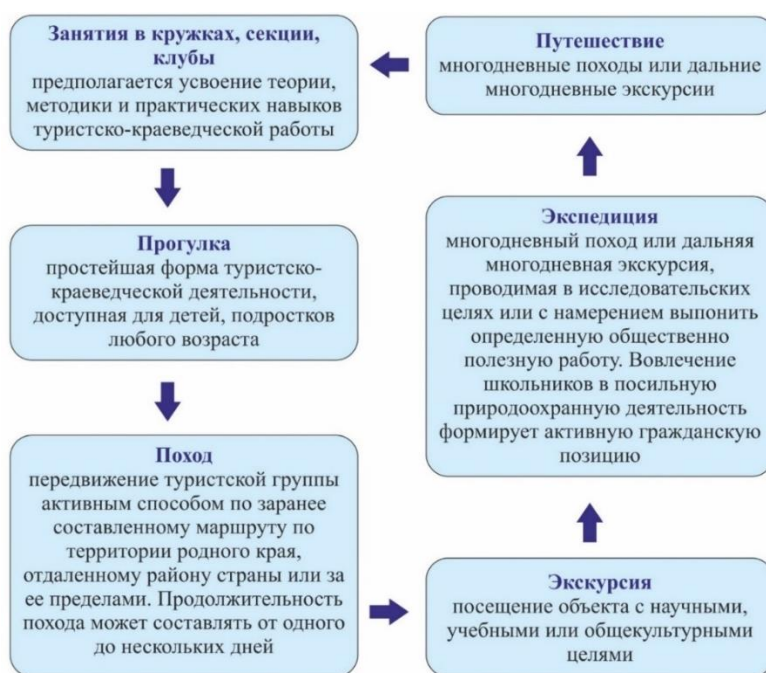 Занятия в кружках, секции,
клубы
предполагается усвоение теории,
методики и практических навыков
туристско-краеведческой работы
Прогулка
простейшая форма туристско-
краеведческой деятельности,
доступная для детей, подростков
любого возраста
Поход
передвижение туристской группы
активным способом по заранее
составленному маршруту по
территории родного края,
отдаленному району страны или за
ее пределами. Продолжительность
похода может составлять от одного
до нескольких дней
Экскурсия
посещение объекта с научными,
учебными или общекультурными
целями
Экспедиция
многодневный поход или дальняя
многодневная экскурсия,
проводимая в исследовательских
целях или с намерением выпонить
определенную общественно
полезную работу. Вовлечение
школьников в посильную
природоохранную деятельность
формирует активную гражданскую
позицию
Путешествие
многодневные походы или дальние
многодневные экскурсии